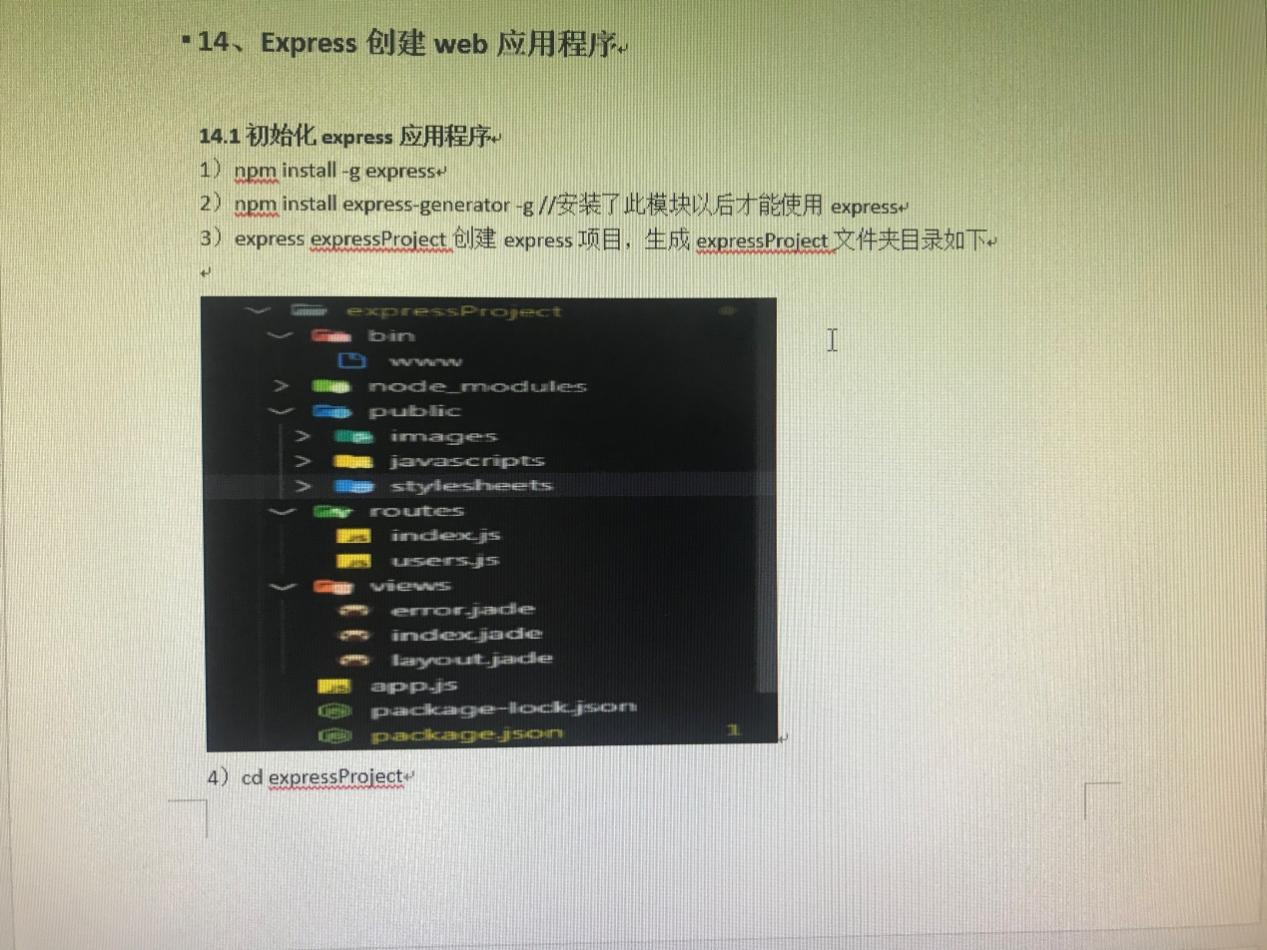 14、Express 创建 web 应用程序
14.1 初始化 express 应用程序
1）npm install -g express
2）npm install express-generator -g //安装了此模块以后才能使用 express
3）express expressProject 创建 express 项目，生成 expressProject 文件夹目录如下
expressProject
bin
www
node_modules
public
images
javascripts
stylesheets
routes
JS index.js
JS users.js
views
error.jade
index.jade
layout.jade
JS app.js
package-lock.json
package.json 1
4）cd expressProject